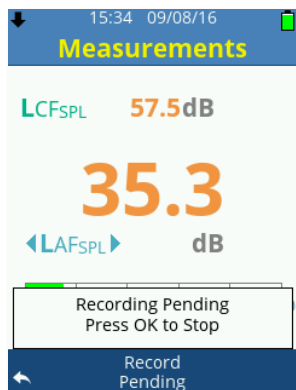 15:34 09/08/16
Measurements
LCFSPL 57.5dB
35.3
LAFSPL dB
Recording Pending
Press OK to Stop
Record
Pending